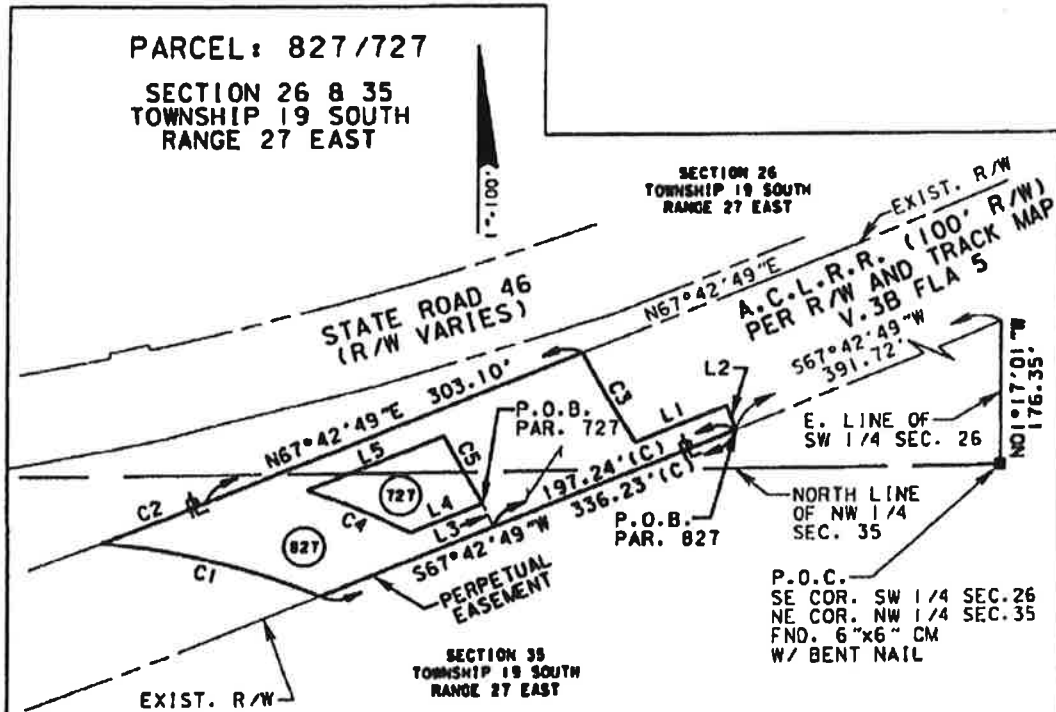 PARCEL: 827/727
SECTION 26 & 35
TOWNSHIP 19 SOUTH
RANGE 27 EAST
1"=100'
SECTION 26
TOWNSHIP 19 SOUTH
RANGE 27 EAST
EXIST. R/W
A.C.L.R.R. (100' R/W)
PER R/W AND TRACK MAP
V.3B FLA 5
N67°42'49"E
STATE ROAD 46
(R/W VARIES)
S67°42'49"W
391.72'
N01°17'01"W
176.35'
L2
N67°42'49"E 303.10'
C3
L1
P.O.B.
PAR. 727
E. LINE OF
SW 1/4 SEC. 26
L5
C5
197.24'(C)
C2
727
L4
C4
L3
S67°42'49"W 336.23'(C)
P.O.B.
PAR. 827
NORTH LINE
OF NW 1/4
SEC. 35
827
C1
PERPETUAL
EASEMENT
P.O.C.
SE COR. SW 1/4 SEC.26
NE COR. NW 1/4 SEC.35
FND. 6"x6" CM
W/ BENT NAIL
SECTION 35
TOWNSHIP 19 SOUTH
RANGE 27 EAST
EXIST. R/W